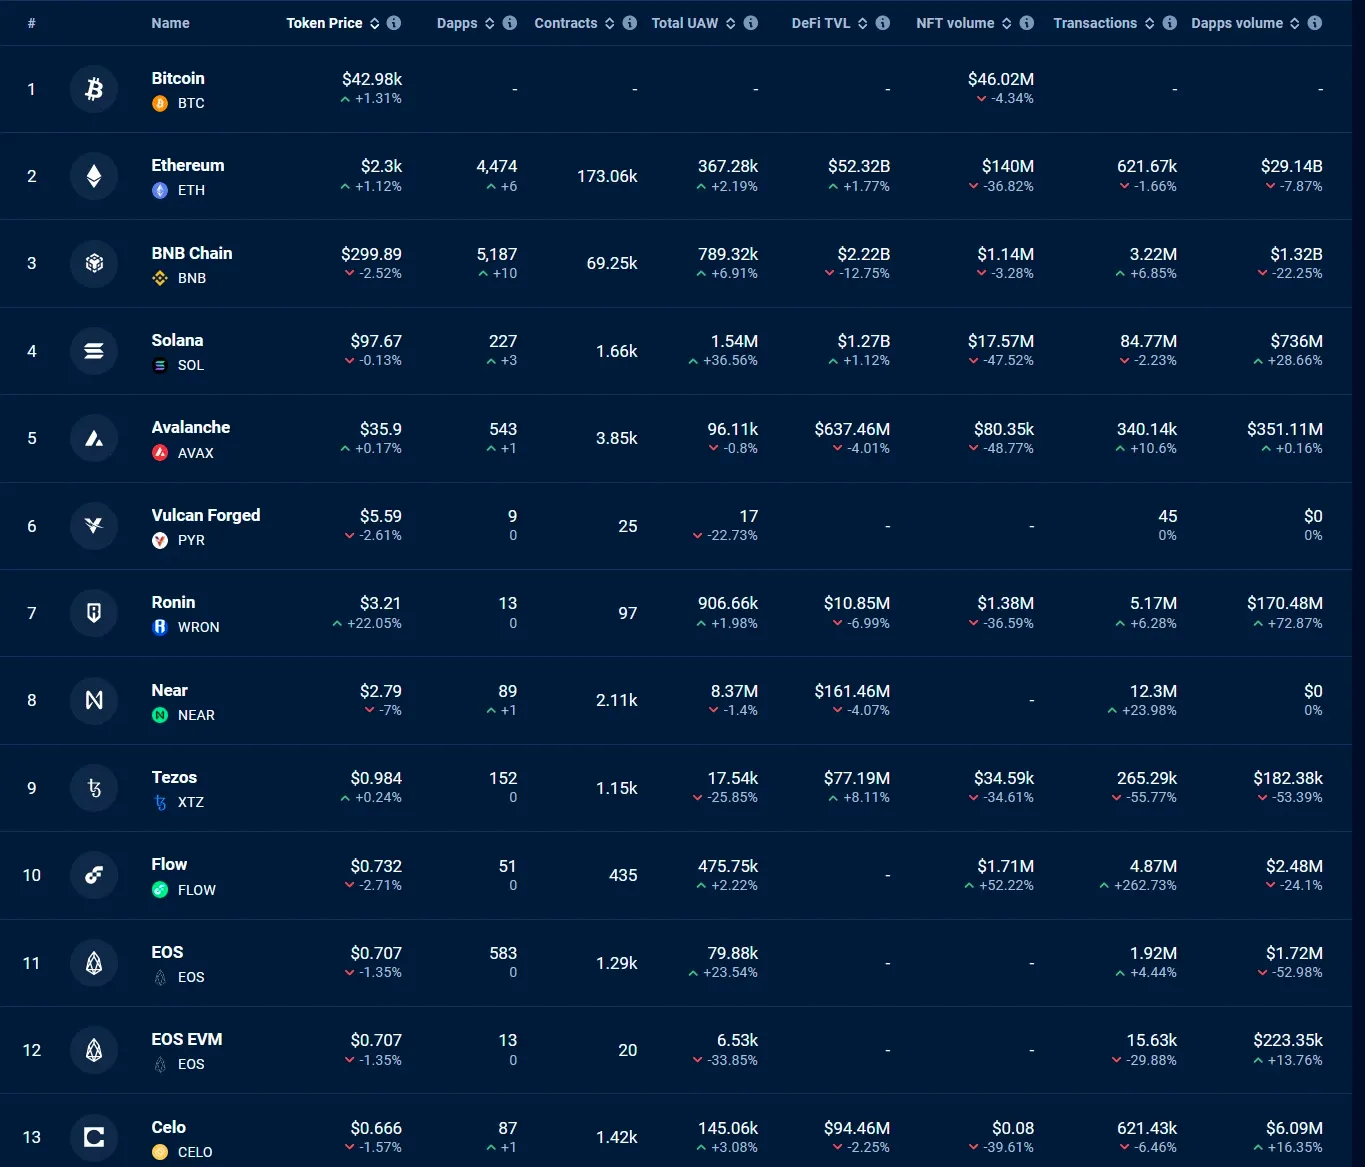 # Name Token Price Dapps Contracts Total UAW DeFi TVL NFT volume Transactions Dapps volume
1 Bitcoin $42.98k - - - - $46.02M - -
BTC +1.31% -4.34%
2 Ethereum $2.3k 4,474 173.06k 367.28k $52.32B $140M 621.67k $29.14B
ETH +1.12% +6 +2.19% +1.77% -36.82% -1.66% -7.87%
3 BNB Chain $299.89 5,187 69.25k 789.32k $2.22B $1.14M 3.22M $1.32B
BNB -2.52% +10 +6.91% -12.75% -3.28% +6.85% -22.25%
4 Solana $97.67 227 1.66k 1.54M $1.27B $17.57M 84.77M $736M
SOL -0.13% +3 +36.56% +1.12% -47.52% -2.23% +28.66%
5 Avalanche $35.9 543 3.85k 96.11k $637.46M $80.35k 340.14k $351.11M
AVAX +0.17% +1 -0.8% -4.01% -48.77% +10.6% +0.16%
6 Vulcan Forged $5.59 9 25 17 - - 45 $0
PYR -2.61% 0 -22.73% 0% 0%
7 Ronin $3.21 13 97 906.66k $10.85M $1.38M 5.17M $170.48M
WRON +22.05% 0 +1.98% -6.99% -36.59% +6.28% +72.87%
8 Near $2.79 89 2.11k 8.37M $161.46M - 12.3M $0
NEAR -7% +1 -1.4% -4.07% +23.98% 0%
9 Tezos $0.984 152 1.15k 17.54k $77.19M $34.59k 265.29k $182.38k
XTZ +0.24% 0 -25.85% +8.11% -34.61% -55.77% -53.39%
10 Flow $0.732 51 435 475.75k - $1.71M 4.87M $2.48M
FLOW -2.71% 0 +2.22% +52.22% +262.73% -24.1%
11 EOS $0.707 583 1.29k 79.88k - - 1.92M $1.72M
EOS -1.35% 0 +23.54% +4.44% -52.98%
12 EOS EVM $0.707 13 20 6.53k - - 15.63k $223.35k
EOS -1.35% 0 -33.85% -29.88% +13.76%
13 Celo $0.666 87 1.42k 145.06k $94.46M $0.08 621.43k $6.09M
CELO -1.57% +1 +3.08% -2.25% -39.61% -6.46% +16.35%